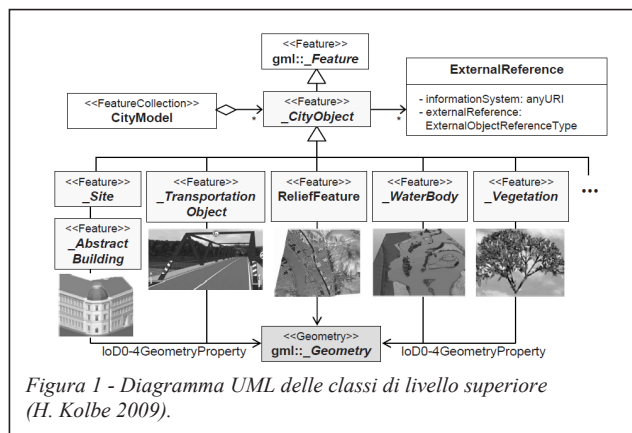 <<Feature>>
gml::_Feature
<<FeatureCollection>>
CityModel
*
<<Feature>>
_CityObject
*
ExternalReference
- informationSystem: anyURI
- externalReference:
ExternalObjectReferenceType
<<Feature>>
_Site
<<Feature>>
_Transportation
Object
<<Feature>>
ReliefFeature
<<Feature>>
_WaterBody
<<Feature>>
_Vegetation
...
<<Feature>>
_Abstract
Building
loD0-4GeometryProperty
<<Geometry>>
gml::_Geometry
loD0-4GeometryProperty
Figura 1 - Diagramma UML delle classi di livello superiore
(H. Kolbe 2009).